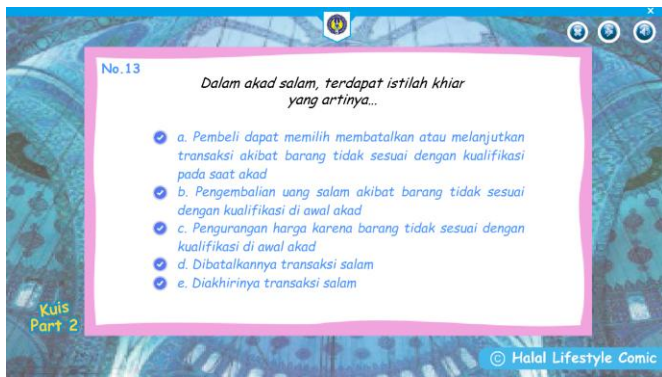 No.13
Dalam akad salam, terdapat istilah khiar
yang artinya...
a. Pembeli dapat memilih membatalkan atau melanjutkan
transaksi akibat barang tidak sesuai dengan kualifikasi
pada saat akad
b. Pengembalian uang salam akibat barang tidak sesuai
dengan kualifikasi di awal akad
c. Pengurangan harga karena barang tidak sesuai dengan
kualifikasi di awal akad
d. Dibatalkannya transaksi salam
e. Diakhirinya transaksi salam
Kuis
Part 2
© Halal Lifestyle Comic